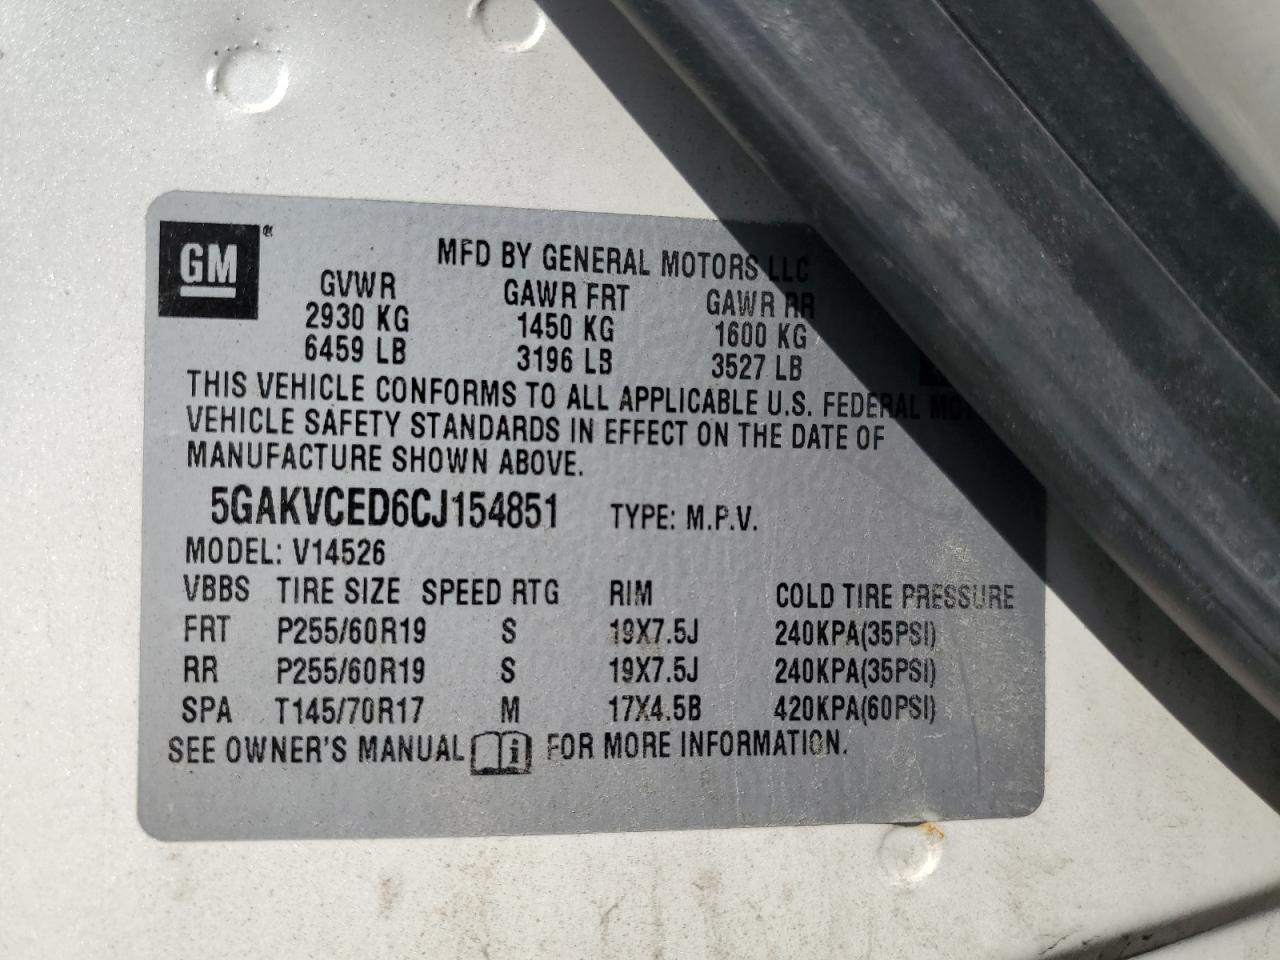 GM ®
MFD BY GENERAL MOTORS LLC
GVWR GAWR FRT GAWR RR
2930 KG 1450 KG 1600 KG
6459 LB 3196 LB 3527 LB
THIS VEHICLE CONFORMS TO ALL APPLICABLE U.S. FEDERAL
VEHICLE SAFETY STANDARDS IN EFFECT ON THE DATE OF
MANUFACTURE SHOWN ABOVE.
5GAKVCED6CJ154851 TYPE: M.P.V.
MODEL: V14526
VBBS TIRE SIZE SPEED RTG RIM COLD TIRE PRESSURE
FRT P255/60R19 S 19X7.5J 240KPA(35PSI)
RR P255/60R19 S 19X7.5J 240KPA(35PSI)
SPA T145/70R17 M 17X4.5B 420KPA(60PSI)
SEE OWNER'S MANUAL i FOR MORE INFORMATION.